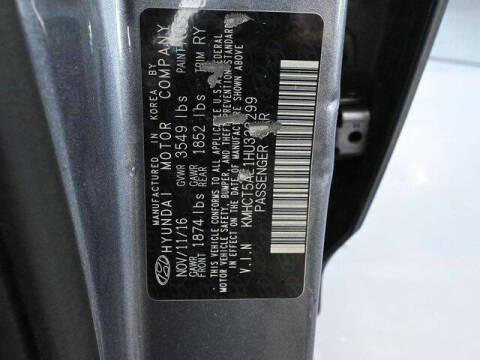 MANUFACTURED IN KOREA BY
HYUNDAI MOTOR COMPANY
NOV/11/16 GVWR 3549 lbs PAINT
GAWR FRONT 1874 lbs GAWR REAR 1852 lbs TRIM RY
THIS VEHICLE CONFORMS TO ALL APPLICABLE U.S. FEDERAL
MOTOR VEHICLE SAFETY, BUMPER, AND THEFT PREVENTION STANDARDS
IN EFFECT ON THE DATE OF MANUFACTURE SHOWN ABOVE
V.I.N
PASSENGER